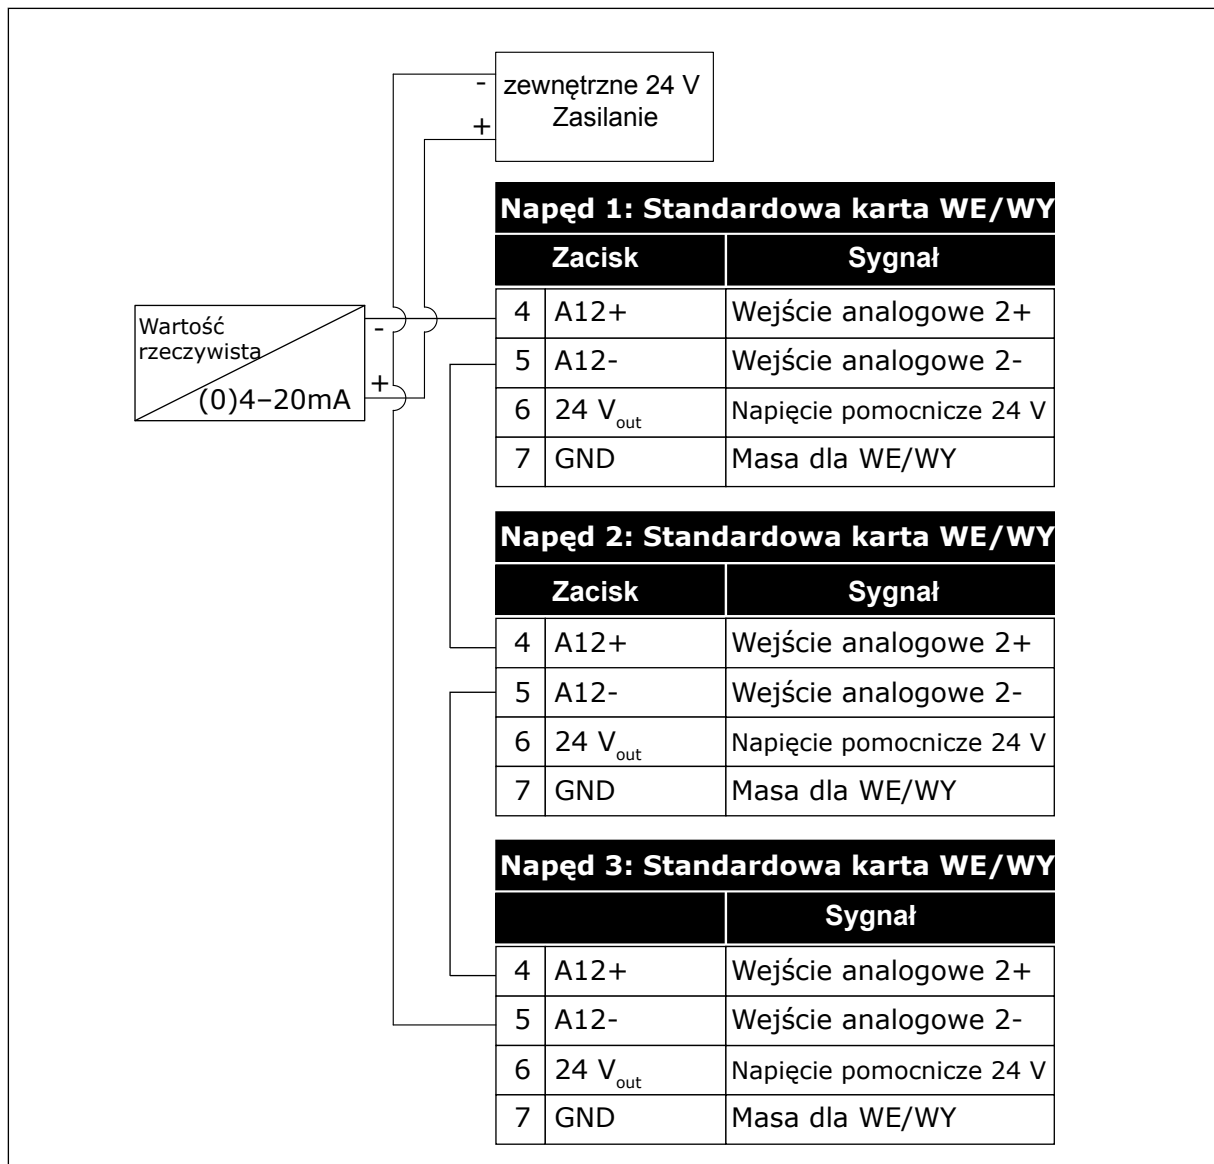 -
zewnętrzne 24 V
Zasilanie
+
Napęd 1: Standardowa karta WE/WY
Zacisk Sygnał
4 A12+ Wejście analogowe 2+
5 A12- Wejście analogowe 2-
6 24 Vout Napięcie pomocnicze 24 V
7 GND Masa dla WE/WY
Wartość
rzeczywista
-
+
(0)4–20mA
Napęd 2: Standardowa karta WE/WY
Zacisk Sygnał
4 A12+ Wejście analogowe 2+
5 A12- Wejście analogowe 2-
6 24 Vout Napięcie pomocnicze 24 V
7 GND Masa dla WE/WY
Napęd 3: Standardowa karta WE/WY
Sygnał
4 A12+ Wejście analogowe 2+
5 A12- Wejście analogowe 2-
6 24 Vout Napięcie pomocnicze 24 V
7 GND Masa dla WE/WY